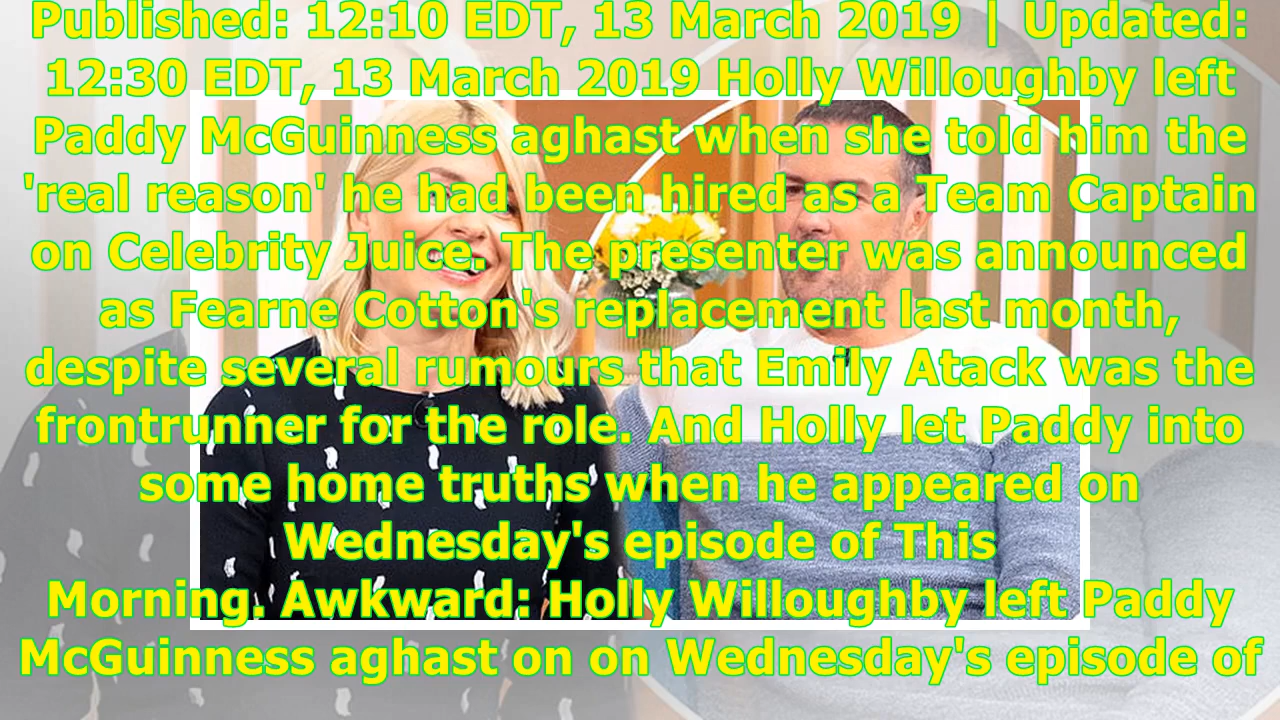 Published: 12:10 EDT, 13 March 2019 | Updated:
12:30 EDT, 13 March 2019 Holly Willoughby left
Paddy McGuinness aghast when she told him the
'real reason' he had been hired as a Team Captain
on Celebrity Juice. The presenter was announced
as Fearne Cotton's replacement last month,
despite several rumours that Emily Atack was the
frontrunner for the role. And Holly let Paddy into
some home truths when he appeared on
Wednesday's episode of This
Morning. Awkward: Holly Willoughby left Paddy
McGuinness aghast on on Wednesday's episode of